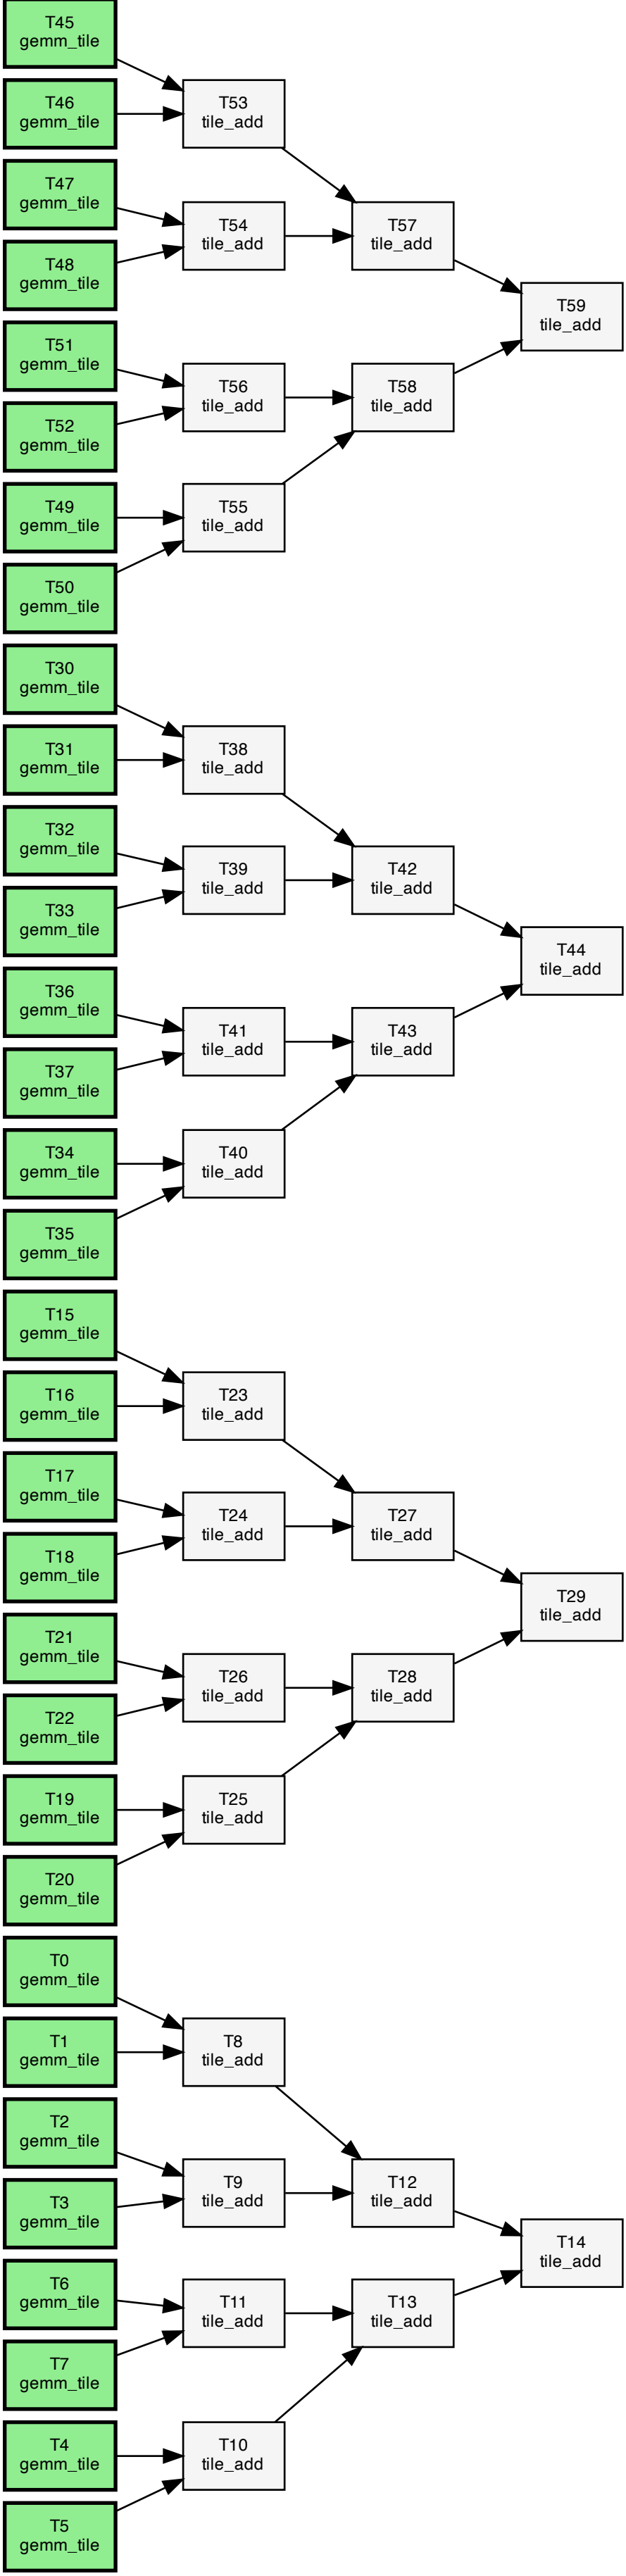 T45
gemm_tile
T46
gemm_tile
T53
tile_add
T47
gemm_tile
T48
gemm_tile
T54
tile_add
T57
tile_add
T59
tile_add
T51
gemm_tile
T52
gemm_tile
T56
tile_add
T58
tile_add
T49
gemm_tile
T50
gemm_tile
T55
tile_add
T30
gemm_tile
T31
gemm_tile
T38
tile_add
T32
gemm_tile
T33
gemm_tile
T39
tile_add
T42
tile_add
T44
tile_add
T36
gemm_tile
T37
gemm_tile
T41
tile_add
T43
tile_add
T34
gemm_tile
T35
gemm_tile
T40
tile_add
T15
gemm_tile
T16
gemm_tile
T23
tile_add
T17
gemm_tile
T18
gemm_tile
T24
tile_add
T27
tile_add
T29
tile_add
T21
gemm_tile
T22
gemm_tile
T26
tile_add
T28
tile_add
T19
gemm_tile
T20
gemm_tile
T25
tile_add
T0
gemm_tile
T1
gemm_tile
T8
tile_add
T2
gemm_tile
T3
gemm_tile
T9
tile_add
T12
tile_add
T14
tile_add
T6
gemm_tile
T7
gemm_tile
T11
tile_add
T13
tile_add
T4
gemm_tile
T5
gemm_tile
T10
tile_add